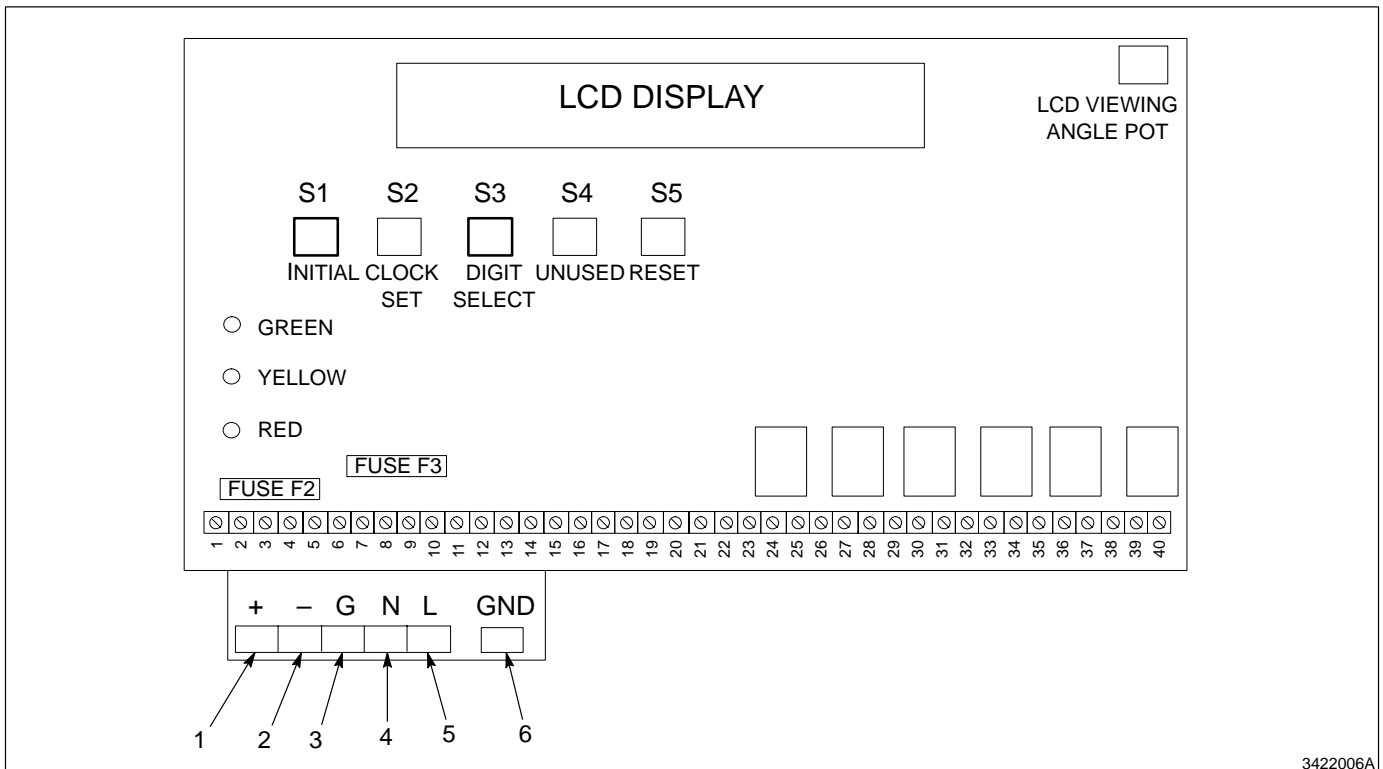 LCD DISPLAY
LCD VIEWING
ANGLE POT
S1 S2 S3 S4 S5
INITIAL CLOCK DIGIT UNUSED RESET
SET SELECT
GREEN
YELLOW
RED
FUSE F3
FUSE F2
1 2 3 4 5 6 7 8 9 10 11 12 13 14 15 16 17 18 19 20 21 22 23 24 25 26 27 28 29 30 31 32 33 34 35 36 37 38 39 40
+ – G N L GND
1 2 3 4 5 6
3422006A